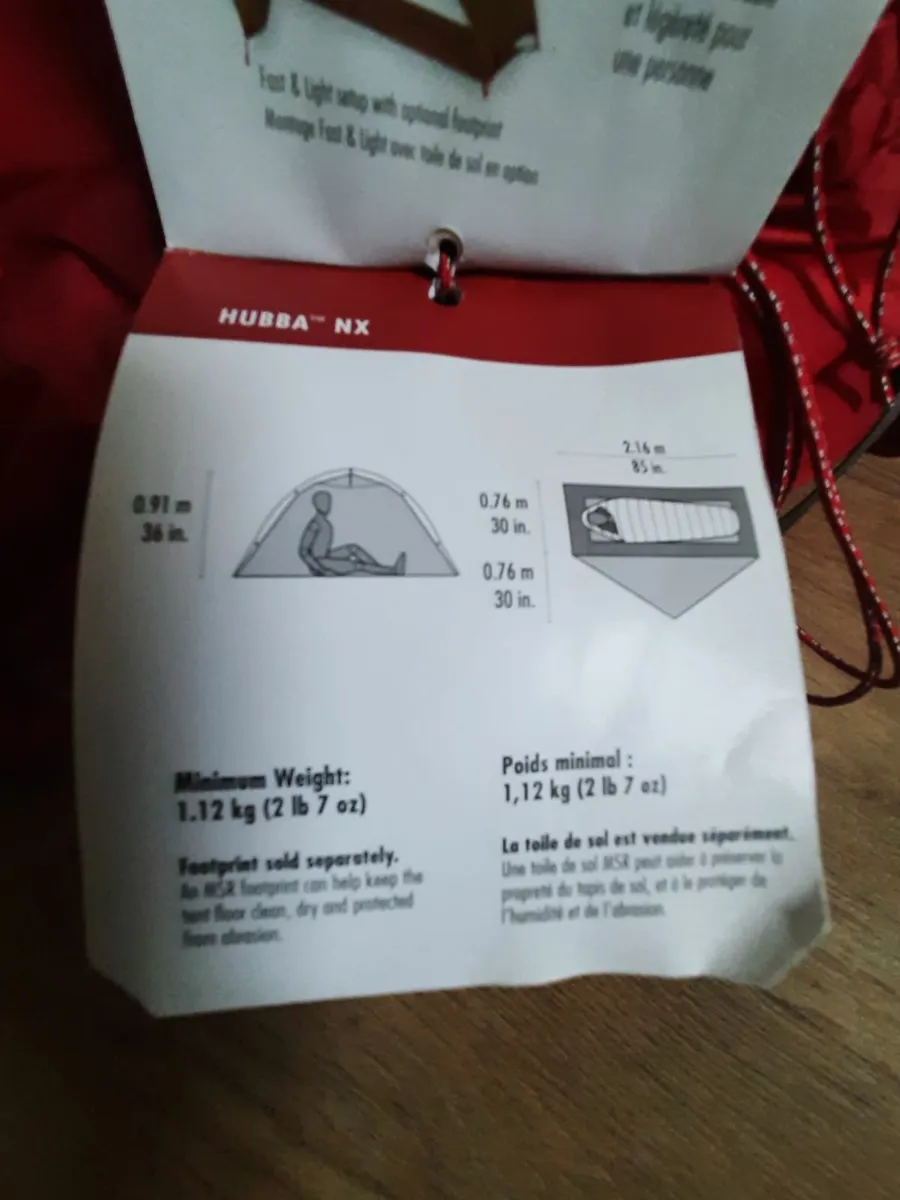 et légèreté pour
une personne
Fast & Light setup with optional footprint
Montage Fast & Light avec toile de sol en option
HUBBA™ NX
0.91 m
36 in.
2.16 m
85 in.
0.76 m
30 in.
0.76 m
30 in.
Minimum Weight:
1.12 kg (2 lb 7 oz)
Footprint sold separately.
An MSR footprint can help keep the
tent floor clean, dry and protected
from abrasion.
Poids minimal :
1,12 kg (2 lb 7 oz)
La toile de sol est vendue séparément.
Une toile de sol MSR peut aider à préserver la
propreté du tapis de sol, et à le protéger de
l'humidité et de l'abrasion.